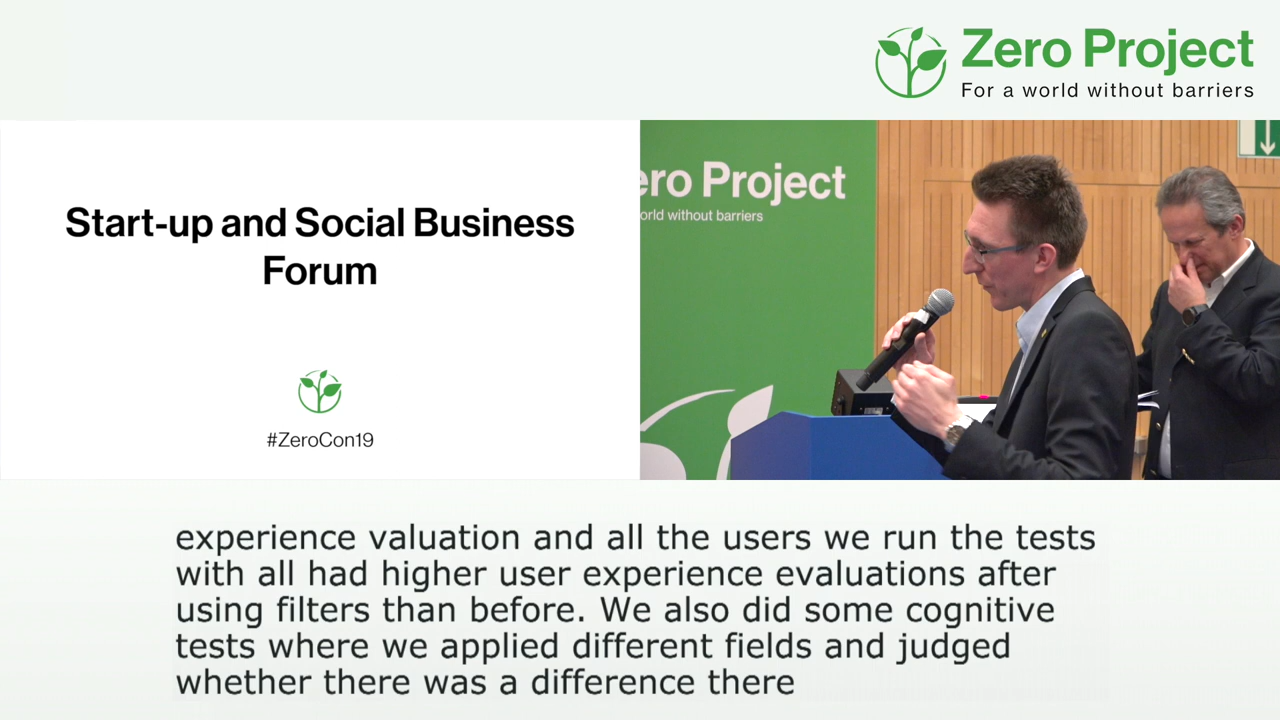 Zero Project
For a world without barriers
Start-up and Social Business
Forum
#ZeroCon19
ero Project
orld without barriers
experience valuation and all the users we run the tests
with all had higher user experience evaluations after
using filters than before. We also did some cognitive
tests where we applied different fields and judged
whether there was a difference there